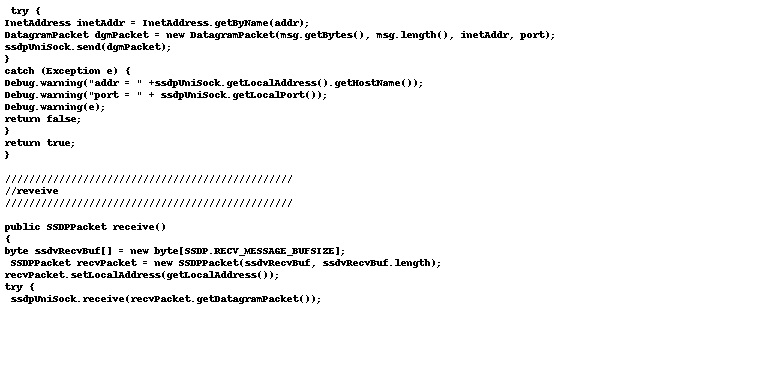 try {
InetAddress inetAddr = InetAddress.getByName(addr);
DatagramPacket dgmPacket = new DatagramPacket(msg.getBytes(), msg.length(), inetAddr, port);
ssdpUniSock.send(dgmPacket);
}
catch (Exception e) {
Debug.warning("addr = " +ssdpUniSock.getLocalAddress().getHostName());
Debug.warning("port = " + ssdpUniSock.getLocalPort());
Debug.warning(e);
return false;
}
return true;
}
////////////////////////////////////////////////
//reveive
////////////////////////////////////////////////
public SSDPPacket receive()
{
byte ssdvRecvBuf[] = new byte[SSDP.RECV_MESSAGE_BUFSIZE];
SSDPPacket recvPacket = new SSDPPacket(ssdvRecvBuf, ssdvRecvBuf.length);
recvPacket.setLocalAddress(getLocalAddress());
try {
ssdpUniSock.receive(recvPacket.getDatagramPacket());